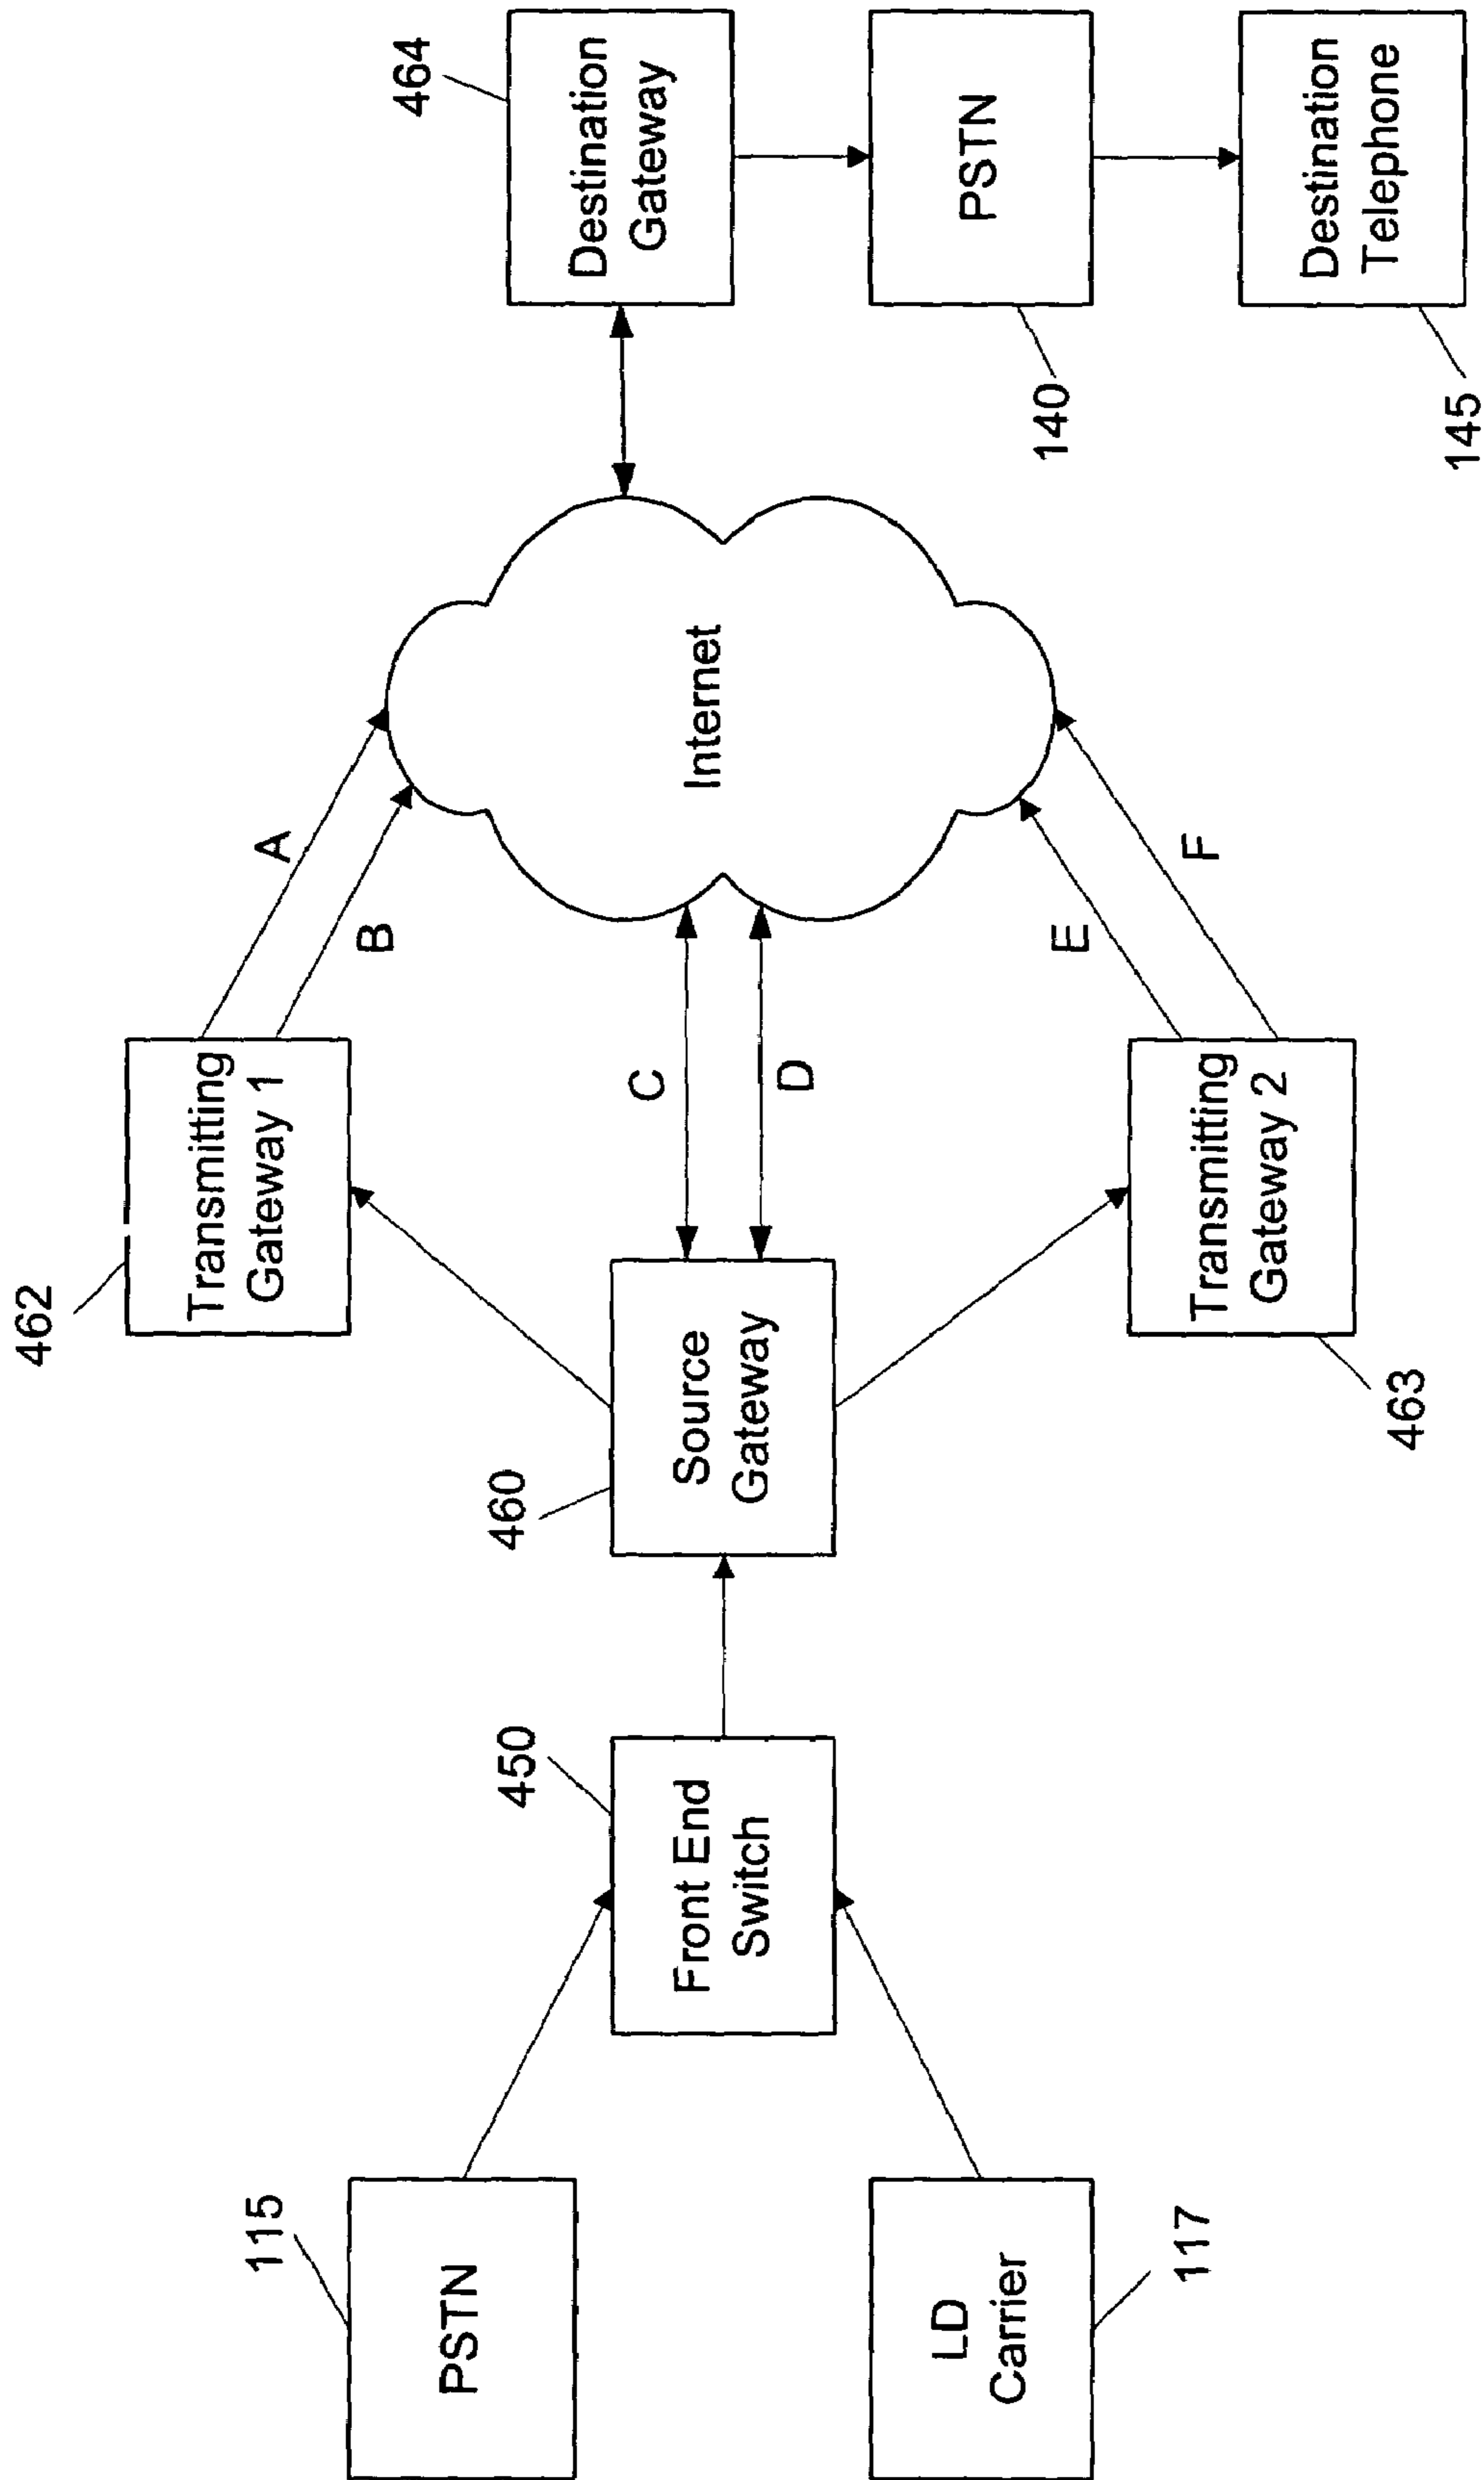 462
Transmitting
Gateway 1
A
B
464
Destination
Gateway
115
PSTN
450
Front End
Switch
460
Source
Gateway
C
D
Internet
PSTN
140
LD
Carrier
117
Transmitting
Gateway 2
463
E
F
Destination
Telephone
145